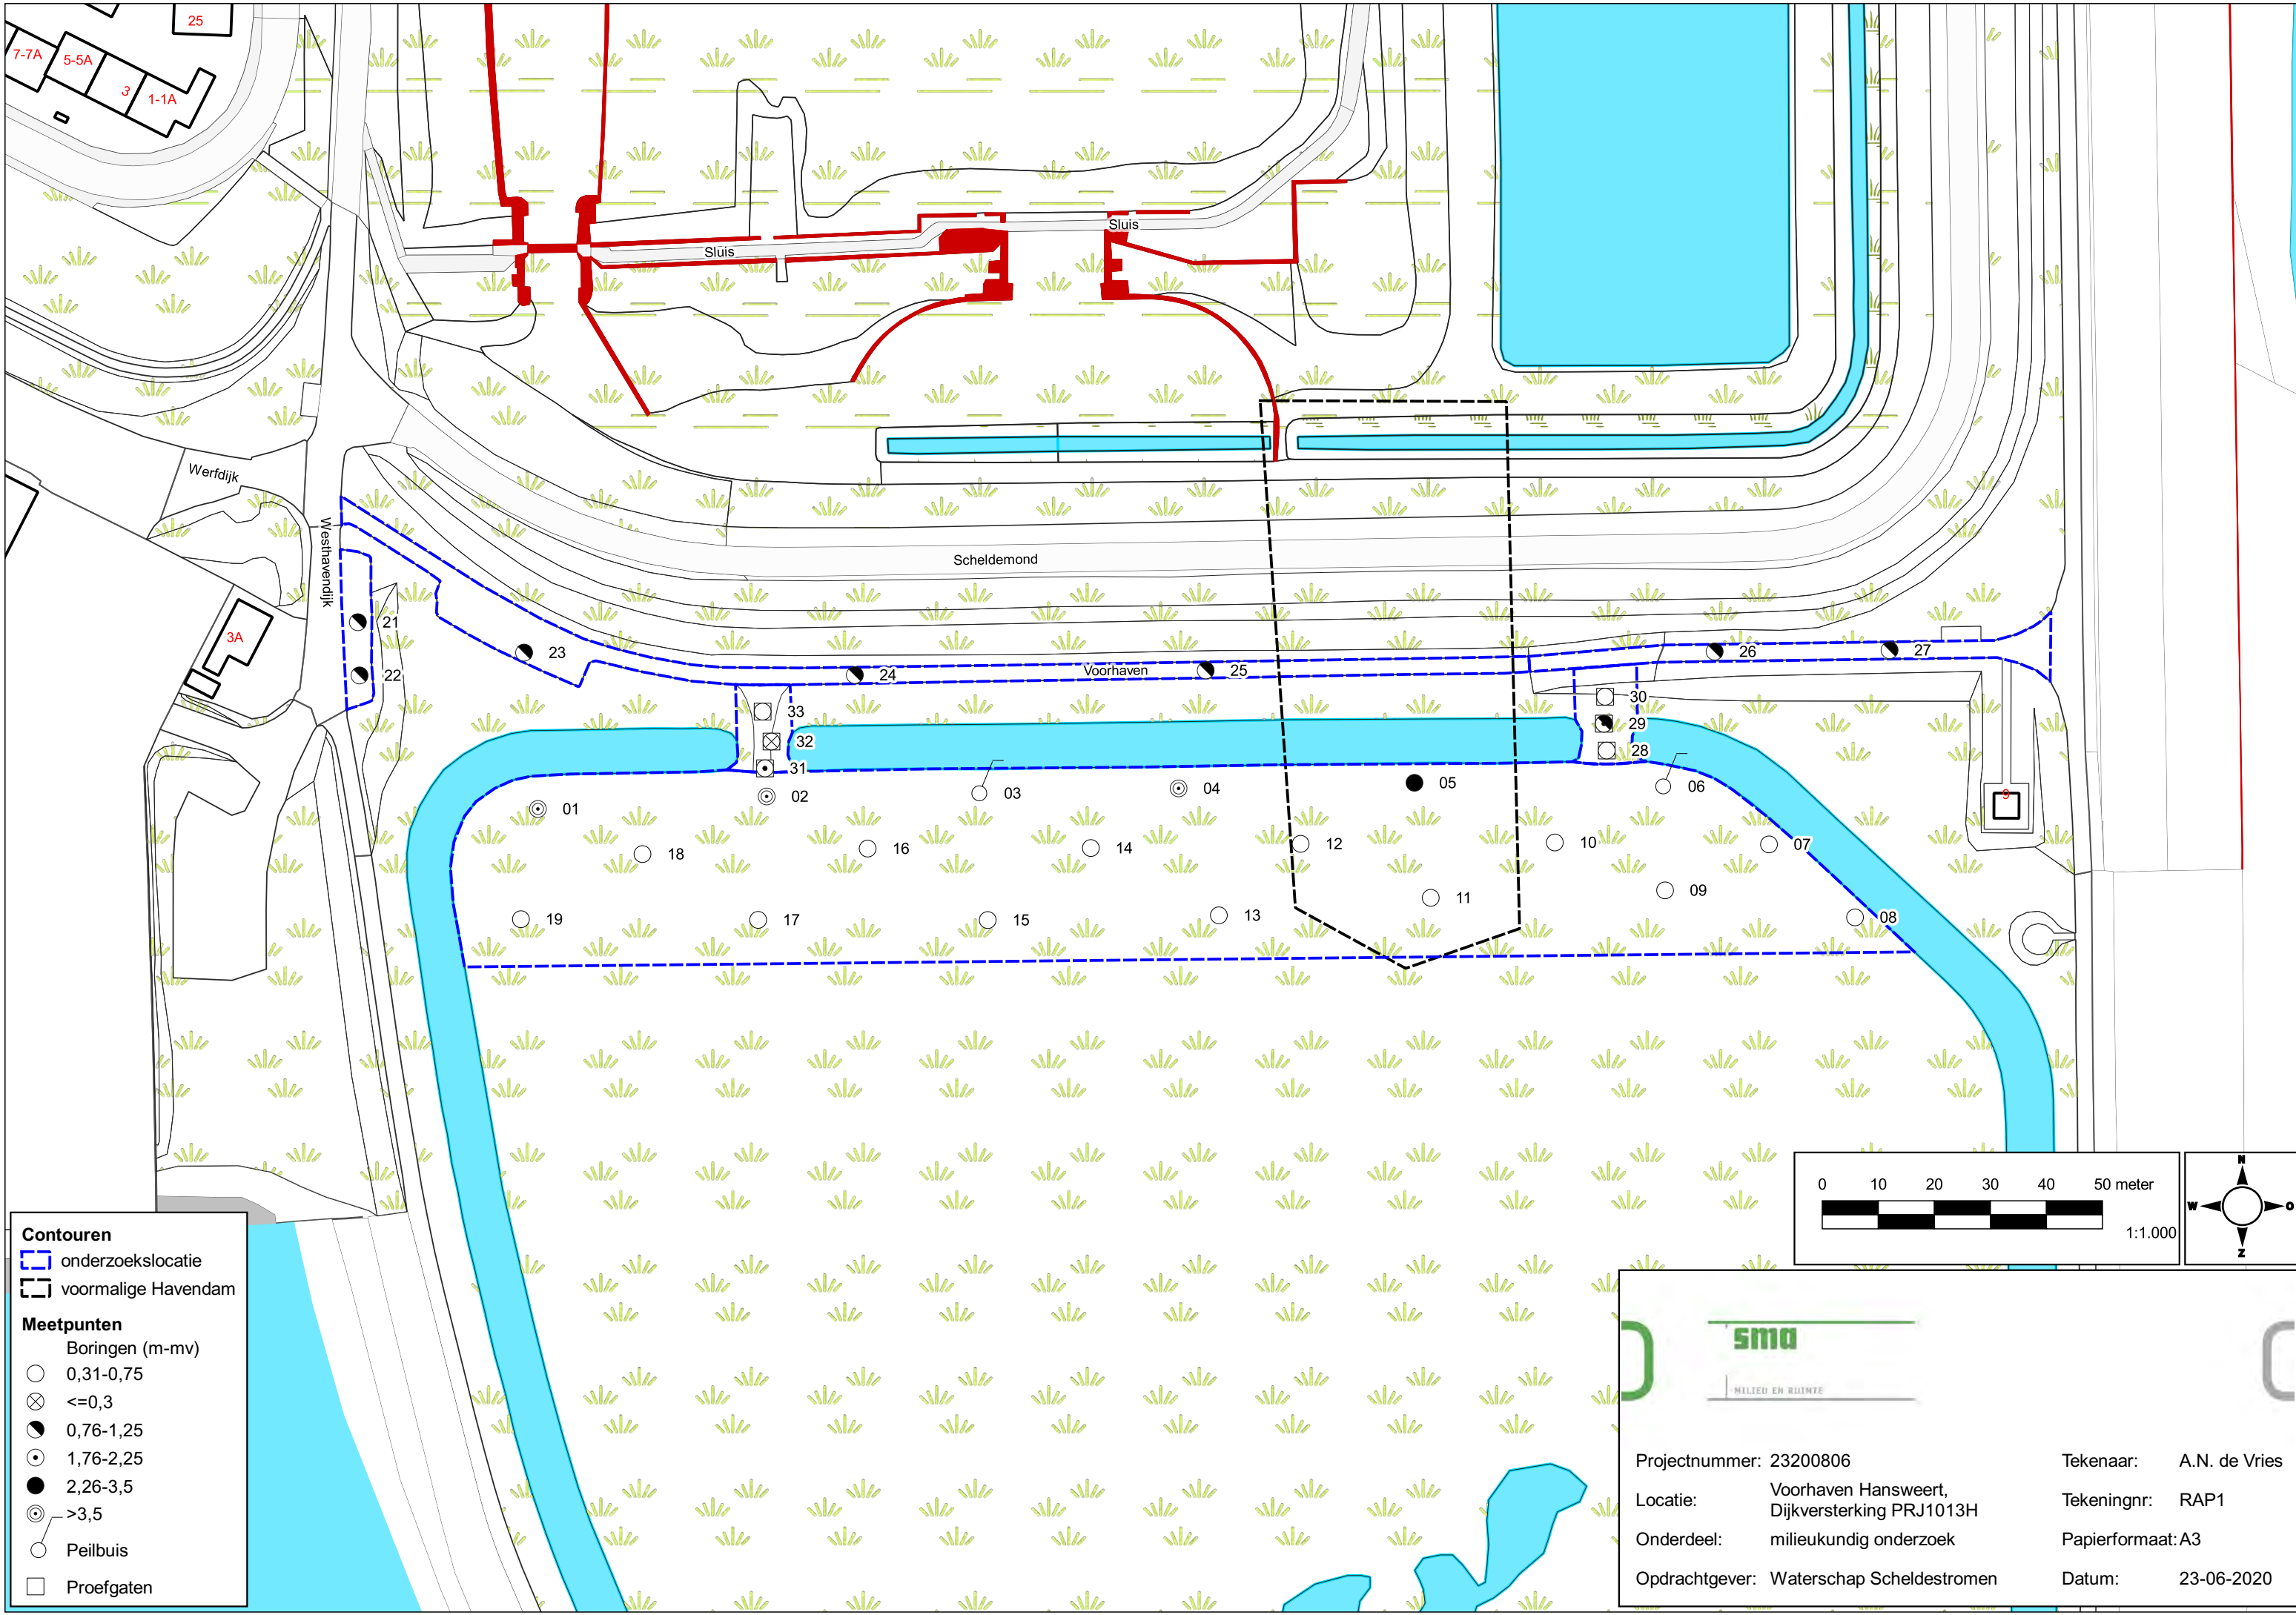 25
7-7A
5-5A
3
1-1A
Sluis
Sluis
Werfdijk
Westhavendijk
Scheldemond
3A
Voorhaven
21
22
23
24
25
26
27
33
32
31
30
29
28
01
02
03
04
05
06
18
16
14
12
10
07
19
17
15
13
11
09
08
9
Contouren
onderzoekslocatie
voormalige Havendam
Meetpunten
Boringen (m-mv)
0,31-0,75
<=0,3
0,76-1,25
1,76-2,25
2,26-3,5
>3,5
Peilbuis
Proefgaten
0 10 20 30 40 50 meter
1:1.000
N
W O
Z
sma
MILIEU EN RUIMTE
Projectnummer: 23200806 Tekenaar: A.N. de Vries
Locatie: Voorhaven Hansweert, Tekeningnr: RAP1
Dijkversterking PRJ1013H
Onderdeel: milieukundig onderzoek Papierformaat: A3
Opdrachtgever: Waterschap Scheldestromen Datum: 23-06-2020